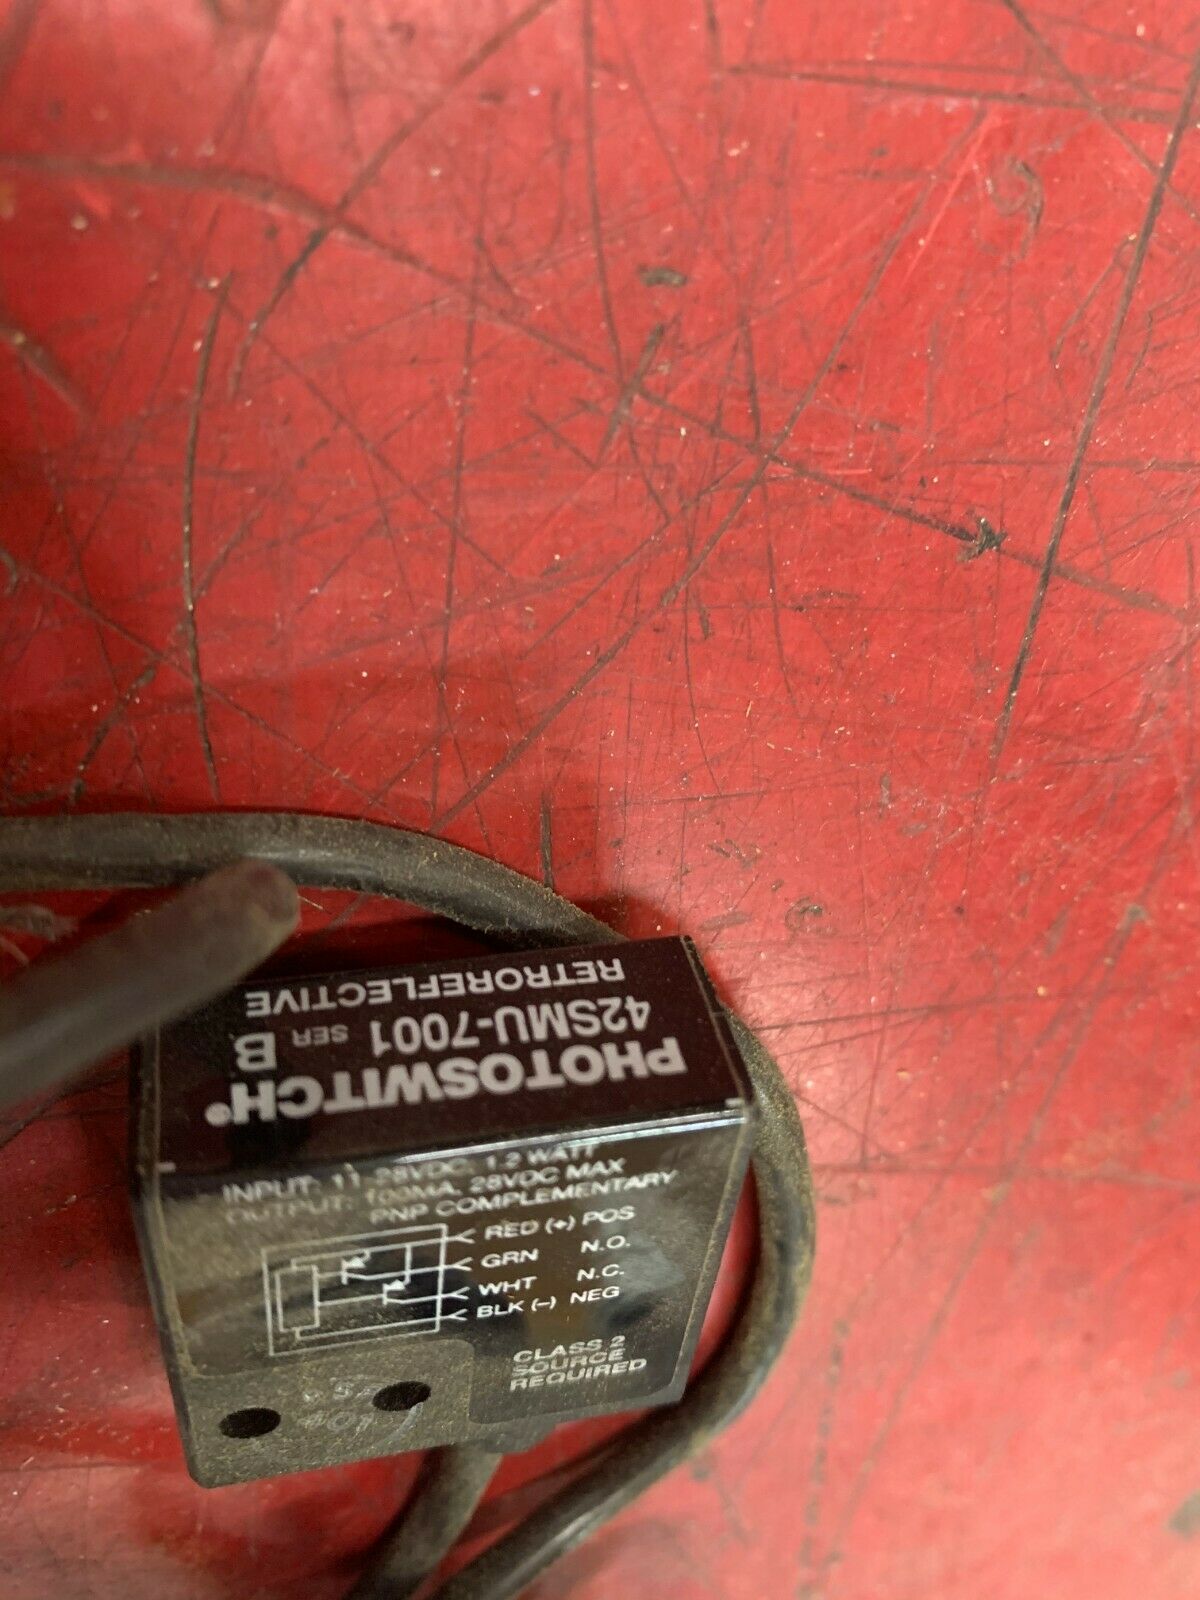 PHOTOSWITCH®
42SMU-7001 SER B
RETROREFLECTIVE
INPUT: 11-28VDC, 1.2 WATT
OUTPUT: 100MA, 28VDC MAX
PNP COMPLEMENTARY
RED (+) POS
GRN N.O.
WHT N.C.
BLK (–) NEG
CLASS 2
SOURCE
REQUIRED